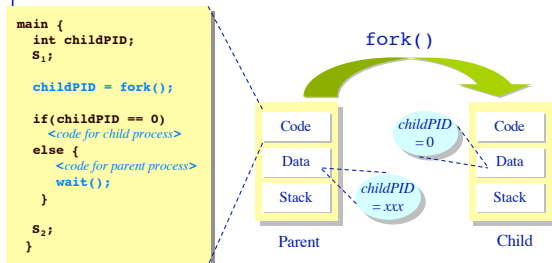 main {
int childPID;
S1;
childPID = fork();
if(childPID == 0)
<code for child process>
else {
<code for parent process>
wait();
}
S2;
}
fork()
Code
Data
Stack
Parent
childPID
= 0
childPID
= xxx
Code
Data
Stack
Child